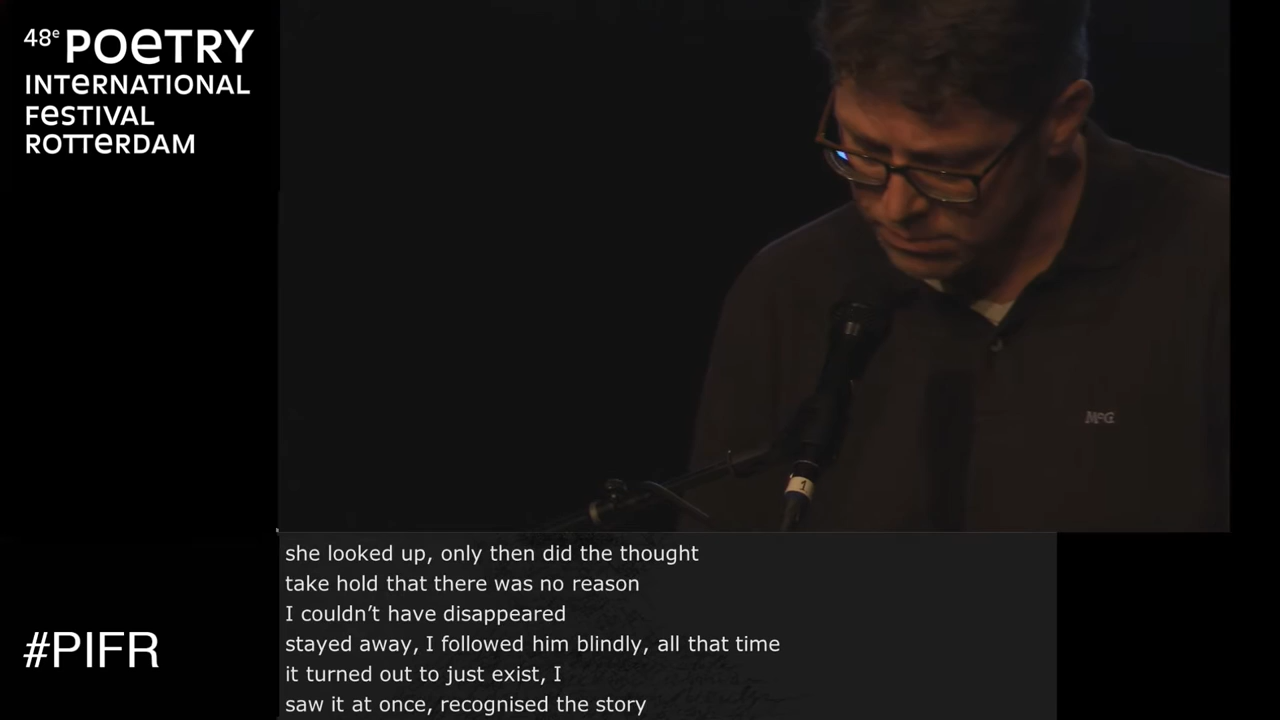 48e POeTRY
INTeRNATIONAL
FeSTIVAL
ROTTeRDAM
McG
1
she looked up, only then did the thought
take hold that there was no reason
I couldn’t have disappeared
stayed away, I followed him blindly, all that time
it turned out to just exist, I
saw it at once, recognised the story
#PIFR